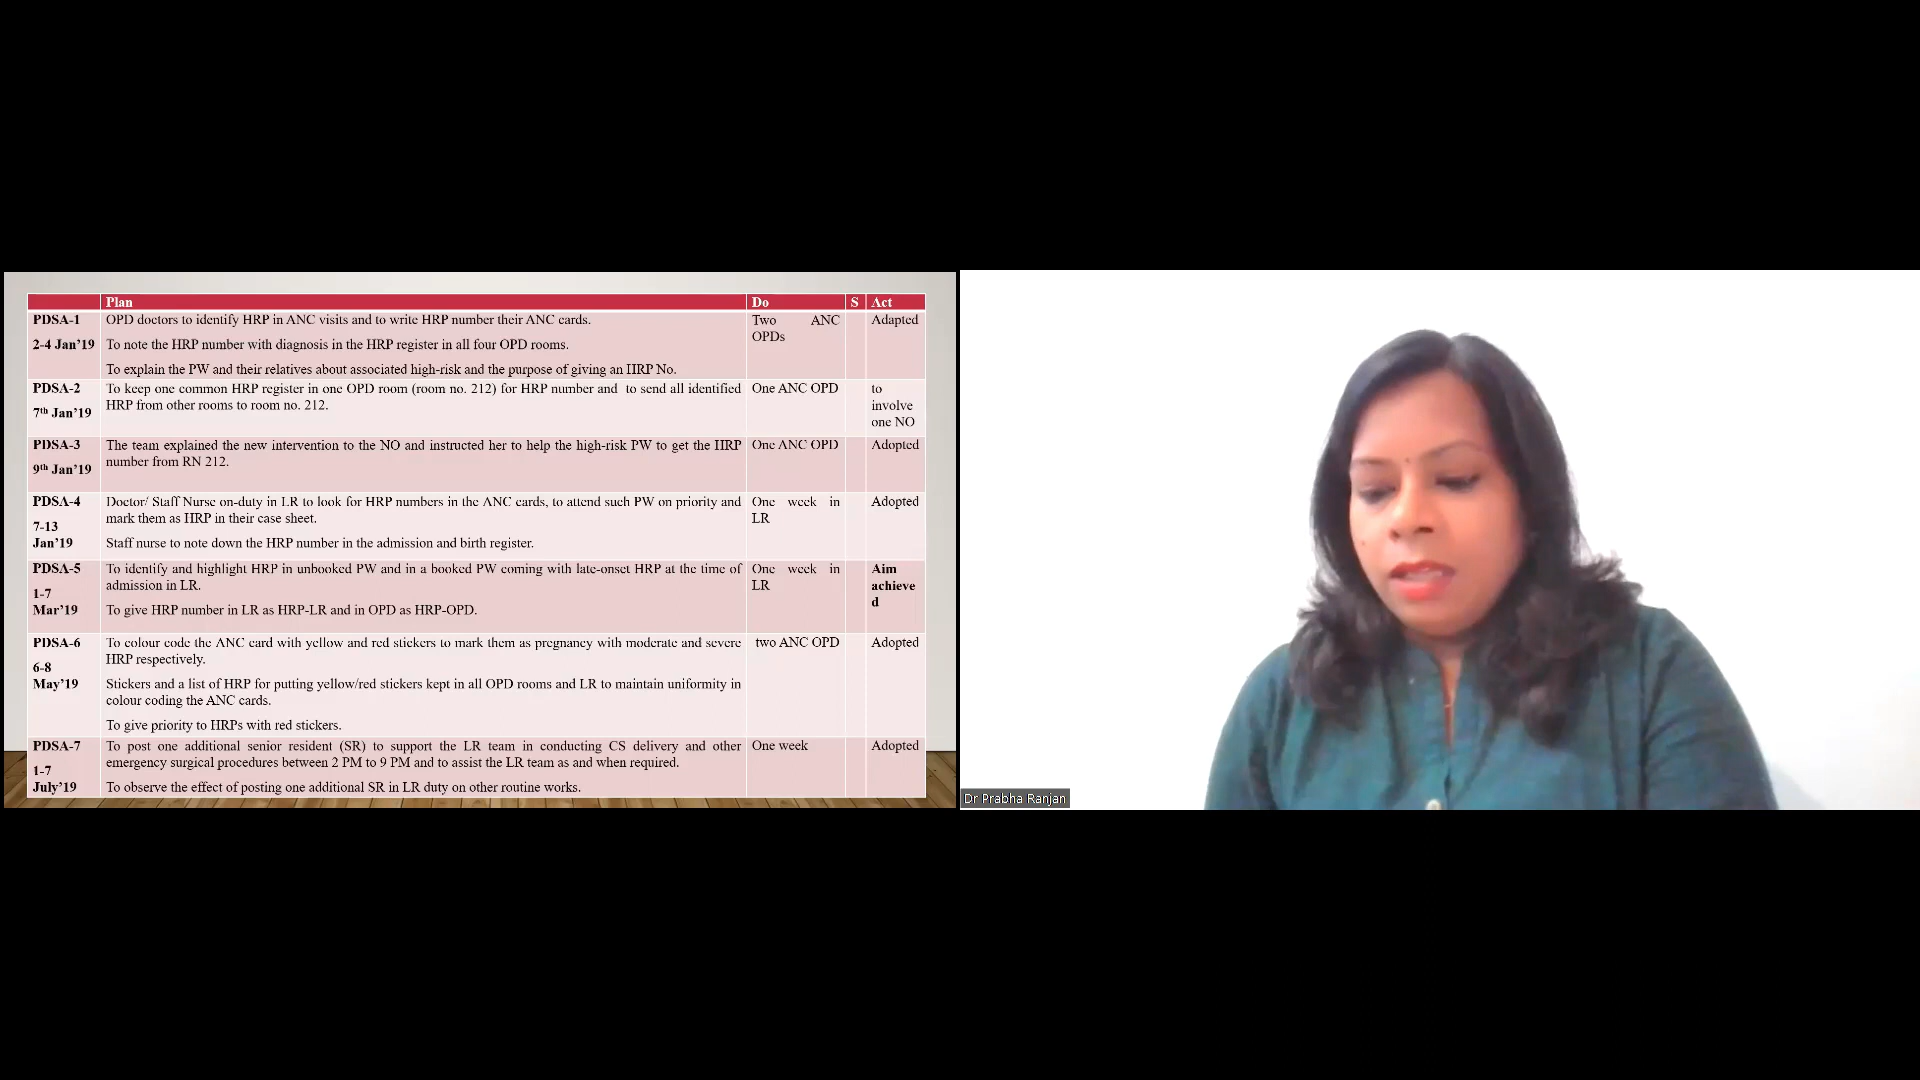 Plan Do S Act
PDSA-1
2-4 Jan’19
OPD doctors to identify HRP in ANC visits and to write HRP number their ANC cards.
To note the HRP number with diagnosis in the HRP register in all four OPD rooms.
To explain the PW and their relatives about associated high-risk and the purpose of giving an HRP No.
Two ANC
OPDs
Adapted
PDSA-2
7th Jan’19
To keep one common HRP register in one OPD room (room no. 212) for HRP number and to send all identified
HRP from other rooms to room no. 212.
One ANC OPD
to
involve
one NO
PDSA-3
9th Jan’19
The team explained the new intervention to the NO and instructed her to help the high-risk PW to get the HRP
number from RN 212.
One ANC OPD
Adopted
PDSA-4
7-13
Jan’19
Doctor/ Staff Nurse on-duty in LR to look for HRP numbers in the ANC cards, to attend such PW on priority and
mark them as HRP in their case sheet.
Staff nurse to note down the HRP number in the admission and birth register.
One week in
LR
Adopted
PDSA-5
1-7
Mar’19
To identify and highlight HRP in unbooked PW and in a booked PW coming with late-onset HRP at the time of
admission in LR.
To give HRP number in LR as HRP-LR and in OPD as HRP-OPD.
One week in
LR
Aim
achieve
d
PDSA-6
6-8
May’19
To colour code the ANC card with yellow and red stickers to mark them as pregnancy with moderate and severe
HRP respectively.
Stickers and a list of HRP for putting yellow/red stickers kept in all OPD rooms and LR to maintain uniformity in
colour coding the ANC cards.
To give priority to HRPs with red stickers.
two ANC OPD
Adopted
PDSA-7
1-7
July’19
To post one additional senior resident (SR) to support the LR team in conducting CS delivery and other
emergency surgical procedures between 2 PM to 9 PM and to assist the LR team as and when required.
To observe the effect of posting one additional SR in LR duty on other routine works.
One week
Adopted
Dr Prabha Ranjan